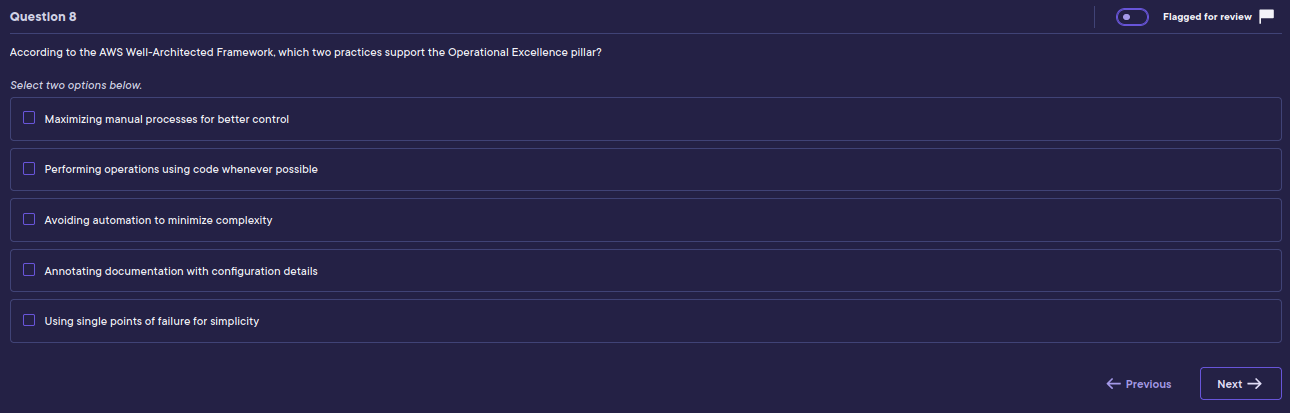 Question 8
Flagged for review
According to the AWS Well-Architected Framework, which two practices support the Operational Excellence pillar?
Select two options below.
Maximizing manual processes for better control
Performing operations using code whenever possible
Avoiding automation to minimize complexity
Annotating documentation with configuration details
Using single points of failure for simplicity
Previous
Next